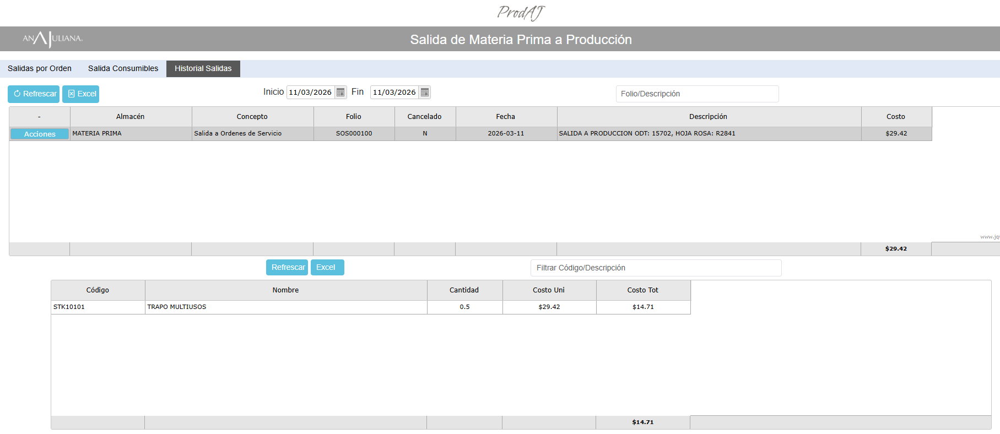 ProdAJ
ANAJULIANA.
Salida de Materia Prima a Producción
Salidas por Orden Salida Consumibles Historial Salidas
Refrescar Excel Inicio 11/03/2026 Fin 11/03/2026 Folio/Descripción
- Almacén Concepto Folio Cancelado Fecha Descripción Costo
Acciones MATERIA PRIMA Salida a Ordenes de Servicio SOS000100 N 2026-03-11 SALIDA A PRODUCCION ODT: 15702, HOJA ROSA: R2841 $29.42
www.jq
$29.42
Refrescar Excel Filtrar Código/Descripción
Código Nombre Cantidad Costo Uni Costo Tot
STK10101 TRAPO MULTIUSOS 0.5 $29.42 $14.71
$14.71